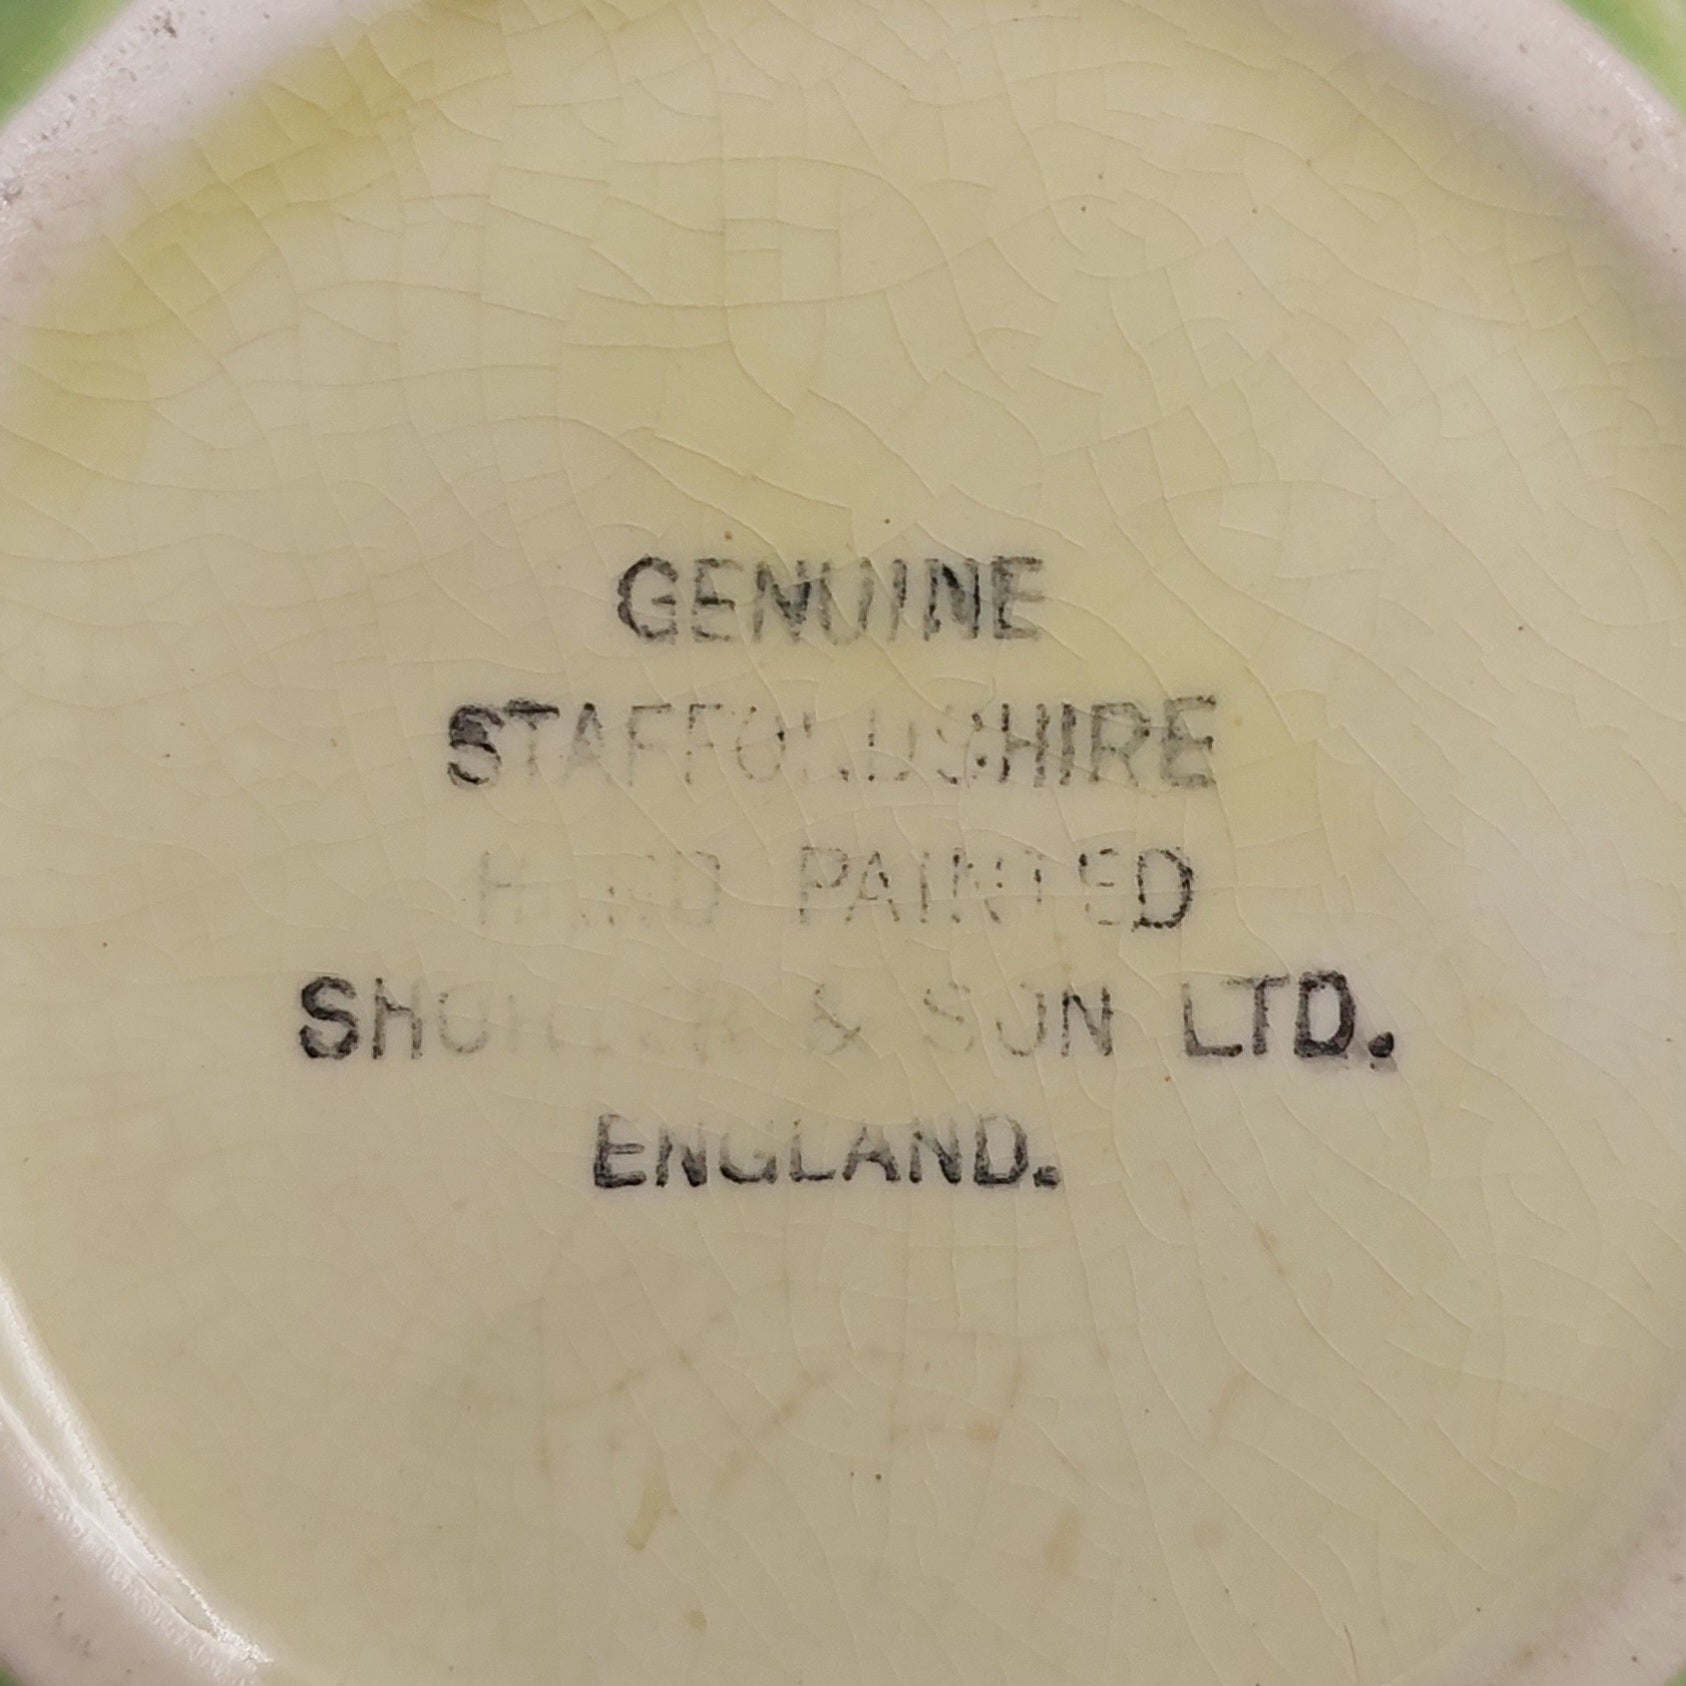 GENUINE
STAFFORDSHIRE
HAND PAINTED
SHORTER & SON LTD.
ENGLAND.